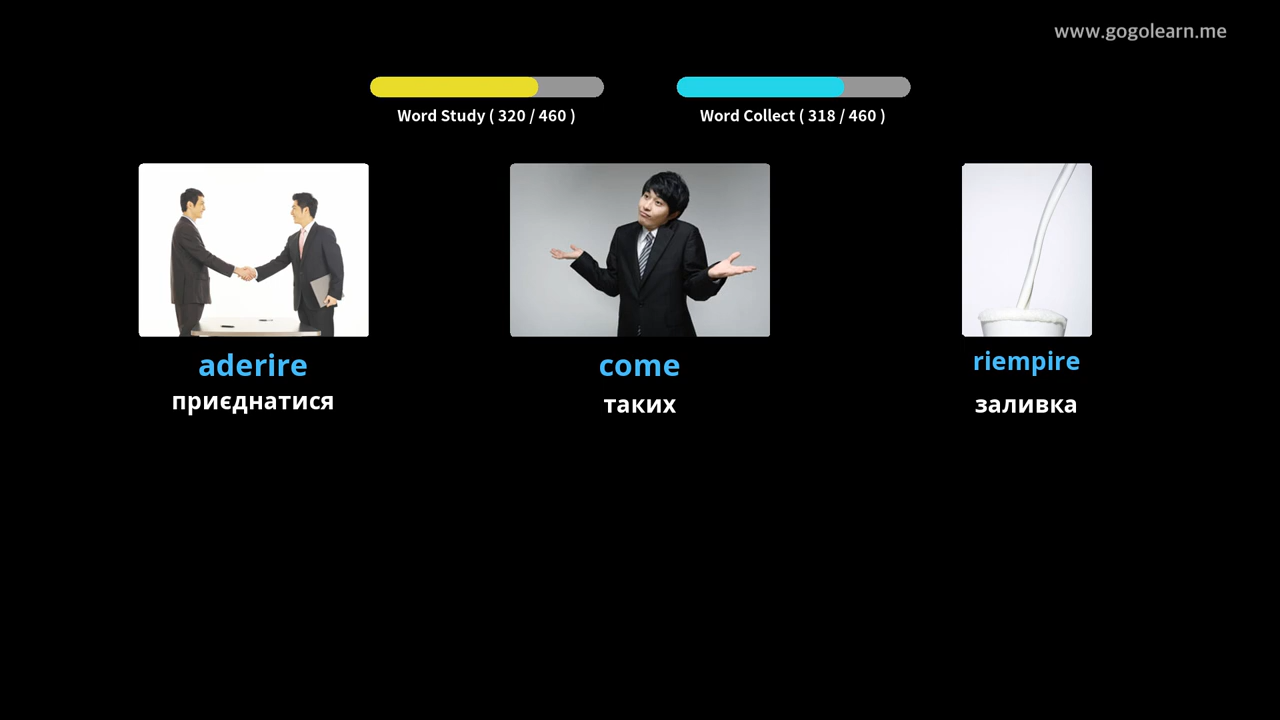 www.gogolearn.me
Word Study ( 320 / 460 )
Word Collect ( 318 / 460 )
aderire
come
riempire
приєднатися
таких
заливка